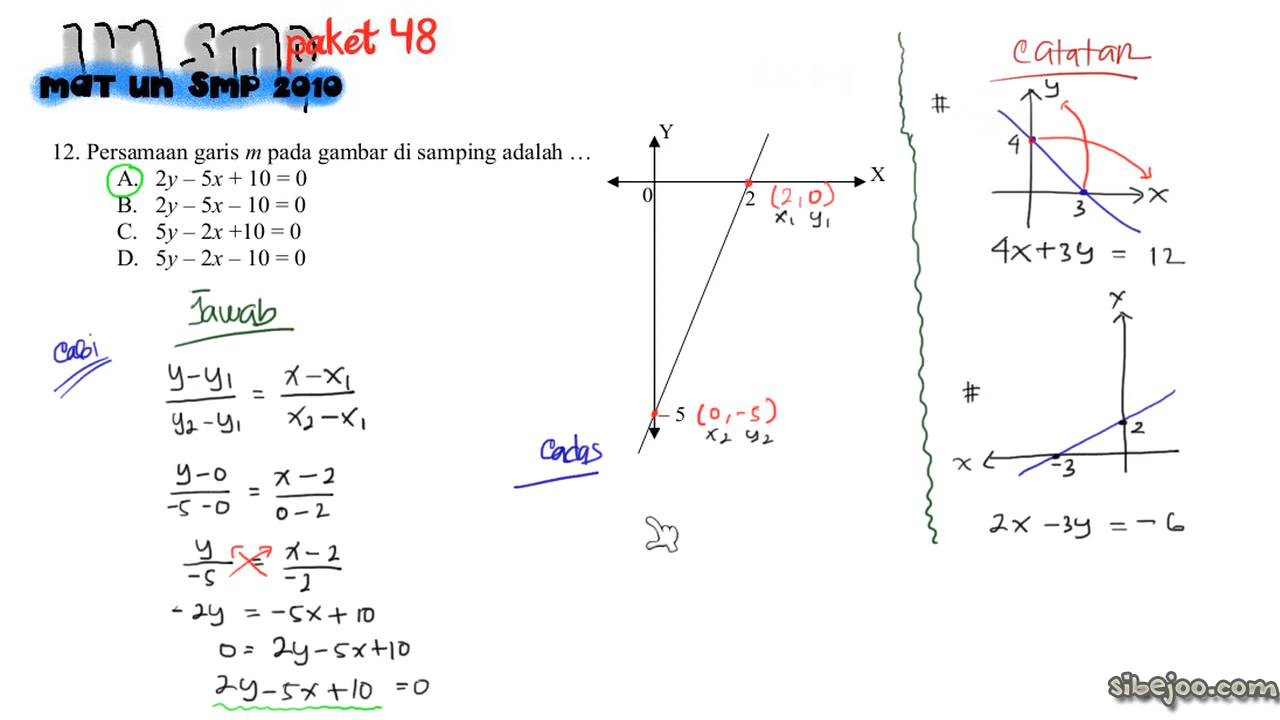 un smp
paket 48
mat un smp 2010
12. Persamaan garis m pada gambar di samping adalah …
A. 2y – 5x + 10 = 0
B. 2y – 5x – 10 = 0
C. 5y – 2x +10 = 0
D. 5y – 2x – 10 = 0
Jawab
Cabi
y-y1 / y2-y1 = x-x1 / x2-x1
y-0 / -5 -0 = x-2 / 0-2
y / -5 = x-2 / -2
-2y = -5x+10
0 = 2y-5x+10
2y-5x+10 = 0
Y
X
0
2 (2,0)
x1 y1
– 5 (0,-5)
x2 y2
Cadas
Catatan
#
y
4
3
x
4x+3y = 12
#
x
2
-3
x
2x -3y = -6
sibejoo.com